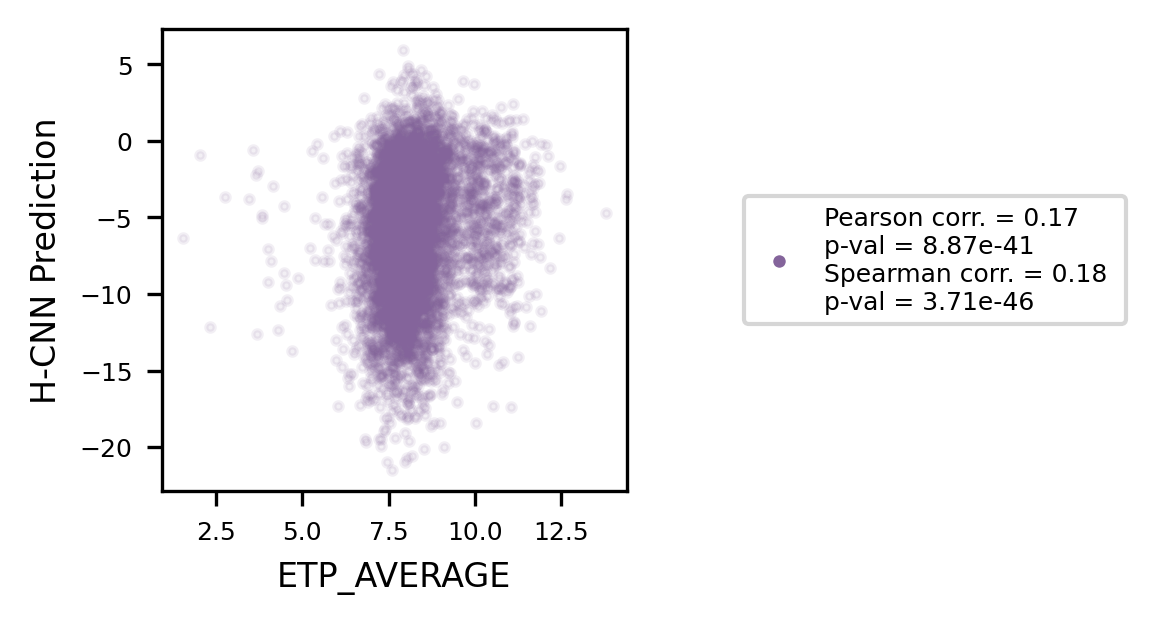 H-CNN Prediction
5
0
−5
−10
−15
−20
2.5
5.0
7.5
10.0
12.5
ETP_AVERAGE
Pearson corr. = 0.17
p-val = 8.87e-41
Spearman corr. = 0.18
p-val = 3.71e-46